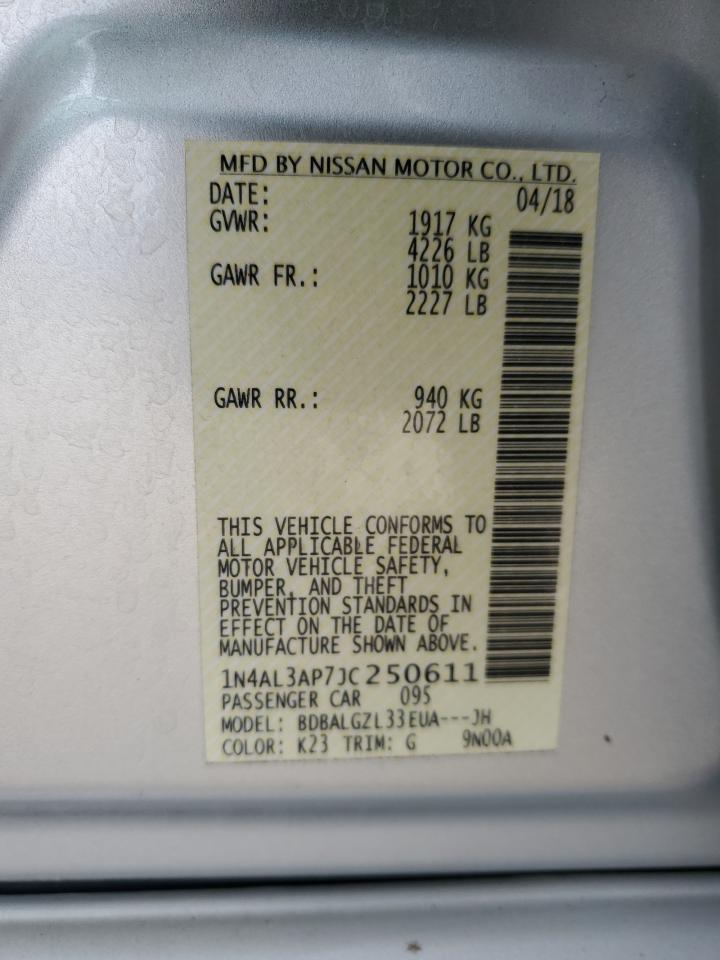 MFD BY NISSAN MOTOR CO., LTD.
DATE: 04/18
GVWR: 1917 KG
4226 LB
GAWR FR.: 1010 KG
2227 LB
GAWR RR.: 940 KG
2072 LB
THIS VEHICLE CONFORMS TO
ALL APPLICABLE FEDERAL
MOTOR VEHICLE SAFETY,
BUMPER, AND THEFT
PREVENTION STANDARDS IN
EFFECT ON THE DATE OF
MANUFACTURE SHOWN ABOVE.
1N4AL3AP7JC250611
PASSENGER CAR 095
MODEL: BDBALGZL33EUA---JH
COLOR: K23 TRIM: G 9N00A